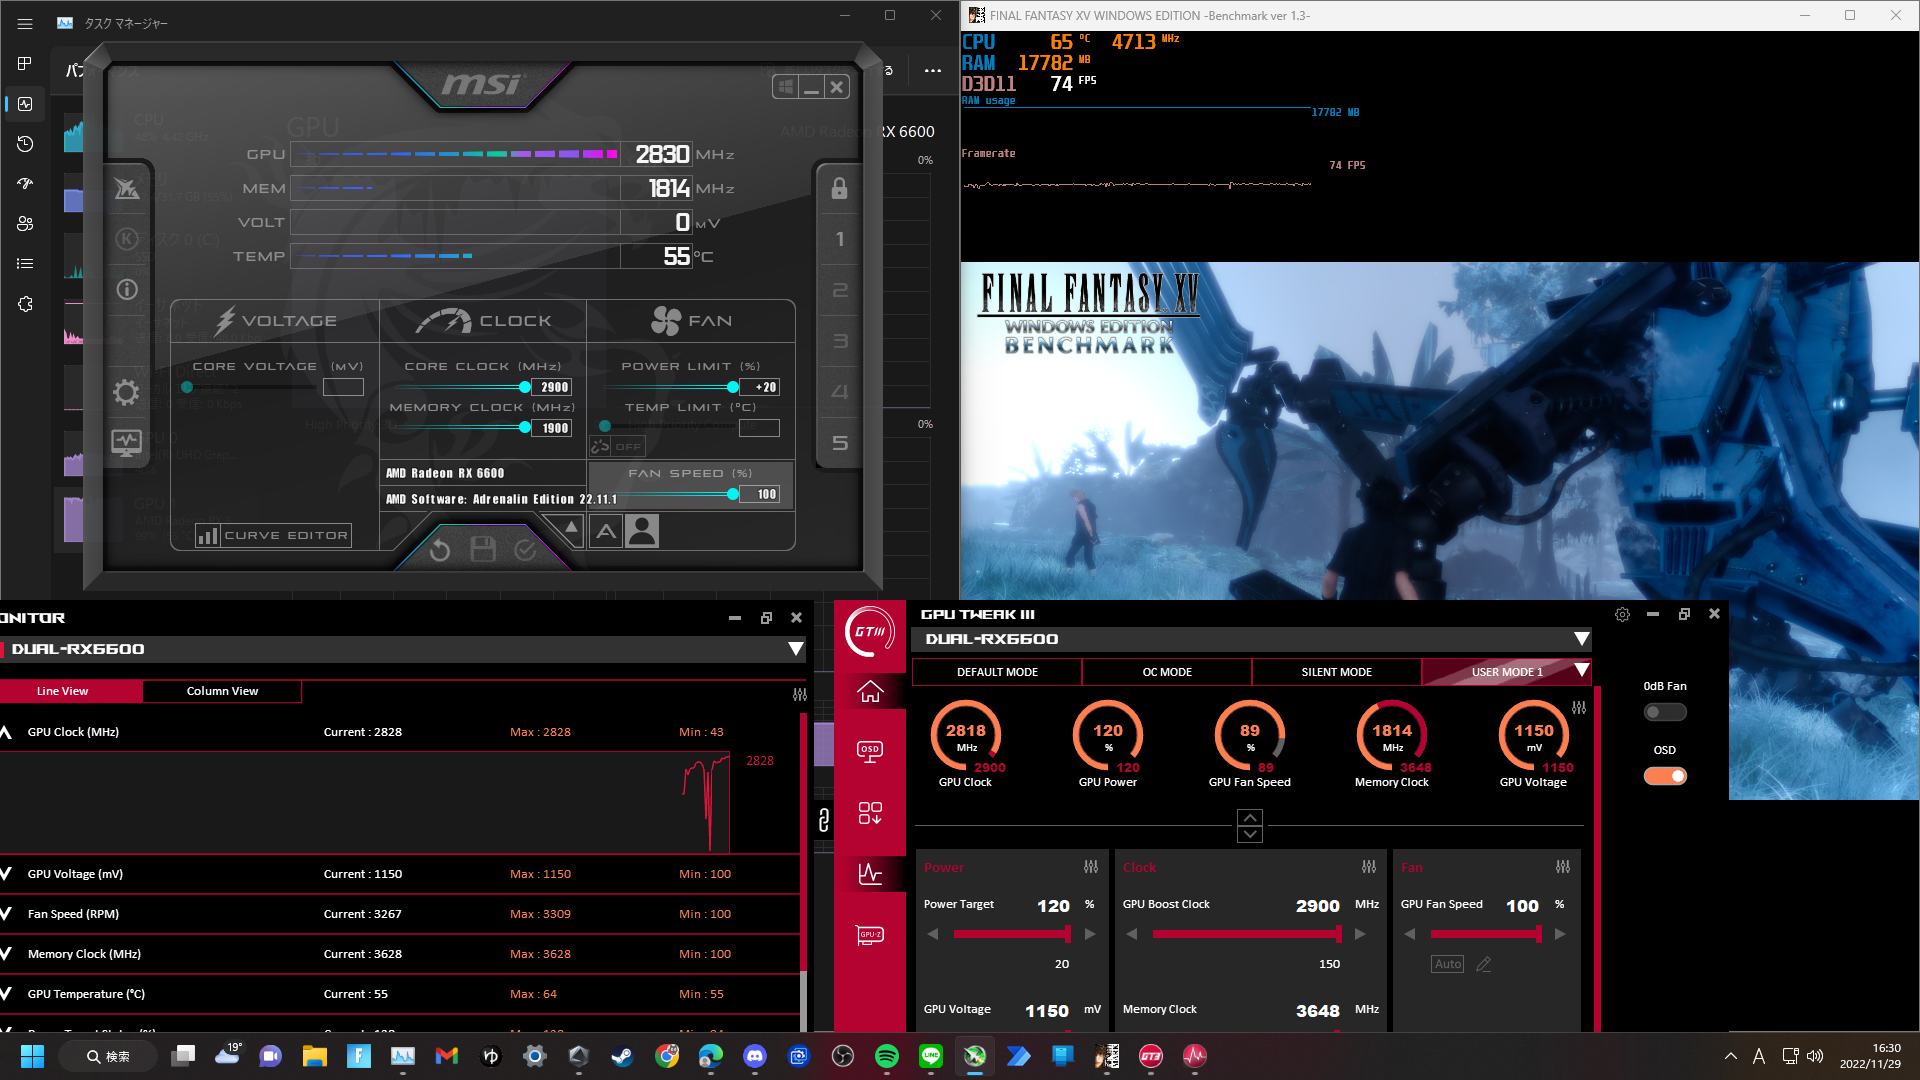 タスク マネージャー
FINAL FANTASY XV WINDOWS EDITION -Benchmark ver 1.3-
CPU 65 °C 4713 MHz
RAM 17782 MB
D3D11 74 FPS
RAM usage
17782 MB
Framerate
74 FPS
msi
CPU
GPU
AMD Radeon RX 6600
0%
GPU 2830 MHz
MEM 1814 MHz
VOLT 0 MV
TEMP 55 °C
K
1
2
3
4
5
ディスク 0 (C:)
VOLTAGE
CLOCK
FAN
CORE VOLTAGE (MV)
CORE CLOCK (MHz)
2900
POWER LIMIT (%)
+20
MEMORY CLOCK (MHz)
1900
TEMP LIMIT (°C)
OFF
0%
AMD Radeon RX 6600
FAN SPEED (%)
AMD Software: Adrenalin Edition 22.11.1
100
CURVE EDITOR
A
FINAL FANTASY XV
WINDOWS EDITION
BENCHMARK
ONITOR
DUAL-RX6600
Line View
Column View
GPU Clock (MHz) Current : 2828 Max : 2828 Min : 43
2828
GPU Voltage (mV) Current : 1150 Max : 1150 Min : 100
Fan Speed (RPM) Current : 3267 Max : 3309 Min : 100
Memory Clock (MHz) Current : 3628 Max : 3628 Min : 100
GPU Temperature (°C) Current : 55 Max : 64 Min : 55
GTIII
OSD
GPU-Z
GPU TWEAK III
DUAL-RX6600
DEFAULT MODE
OC MODE
SILENT MODE
USER MODE 1
0dB Fan
OSD
2818 MHz 2900 GPU Clock
120 % 120 GPU Power
89 % 89 GPU Fan Speed
1814 MHz 3648 Memory Clock
1150 mV 1150 GPU Voltage
Power
Power Target 120 %
20
GPU Voltage 1150 mV
Clock
GPU Boost Clock 2900 MHz
150
Memory Clock 3648 MHz
Fan
GPU Fan Speed 100 %
Auto
検索
19°
GT3
A
16:30
2022/11/29